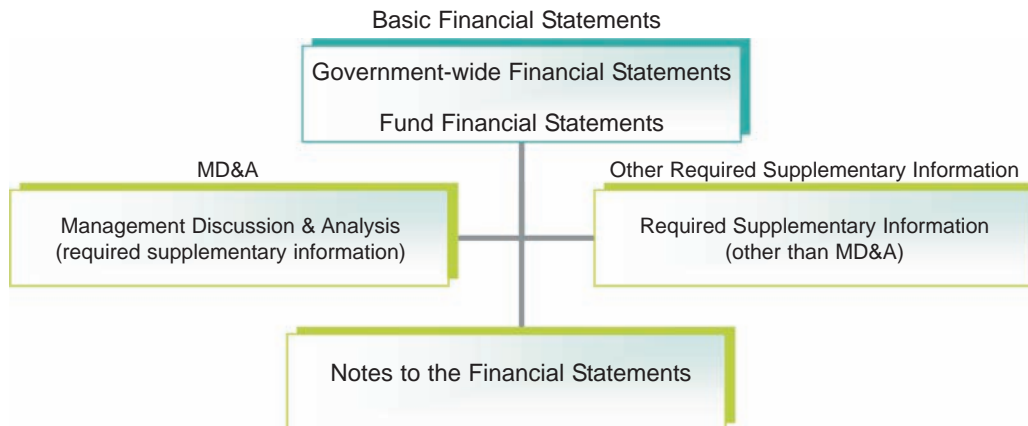 Basic Financial Statements
Government-wide Financial Statements
Fund Financial Statements
MD&A
Management Discussion & Analysis
(required supplementary information)
Other Required Supplementary Information
Required Supplementary Information
(other than MD&A)
Notes to the Financial Statements